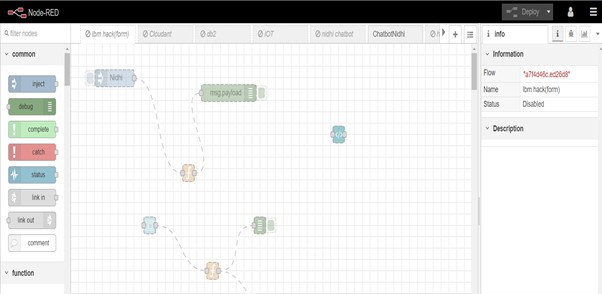 Node-RED
Deploy
filter nodes
common
inject
debug
complete
catch
status
link in
link out
comment
function
Ibm hack(form)
Cloudant
db2
IOT
nidhi chatbot
ChatbotNidhi
Nidhi
msg.payload
info
Information
Flow "a7f4d46c.ed26d8"
Name Ibm hack(form)
Status Disabled
Description